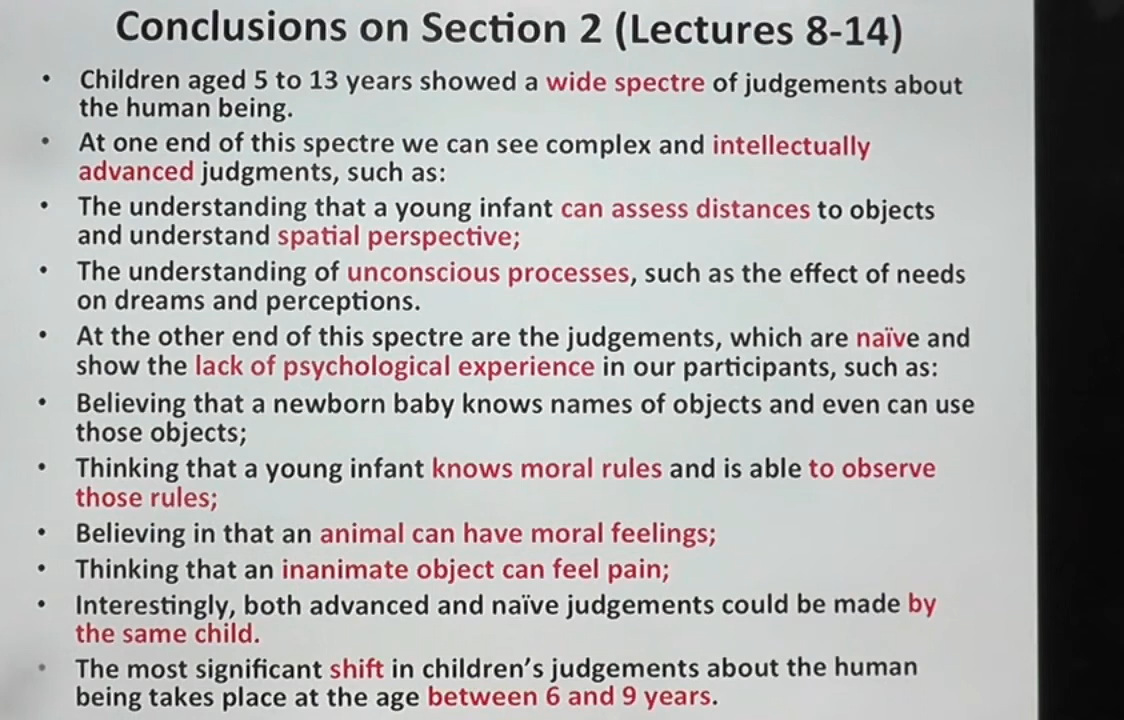 Conclusions on Section 2 (Lectures 8-14)
• Children aged 5 to 13 years showed a wide spectre of judgements about
the human being.
• At one end of this spectre we can see complex and intellectually
advanced judgments, such as:
• The understanding that a young infant can assess distances to objects
and understand spatial perspective;
• The understanding of unconscious processes, such as the effect of needs
on dreams and perceptions.
• At the other end of this spectre are the judgements, which are naïve and
show the lack of psychological experience in our participants, such as:
• Believing that a newborn baby knows names of objects and even can use
those objects;
• Thinking that a young infant knows moral rules and is able to observe
those rules;
• Believing in that an animal can have moral feelings;
• Thinking that an inanimate object can feel pain;
• Interestingly, both advanced and naïve judgements could be made by
the same child.
• The most significant shift in children's judgements about the human
being takes place at the age between 6 and 9 years.